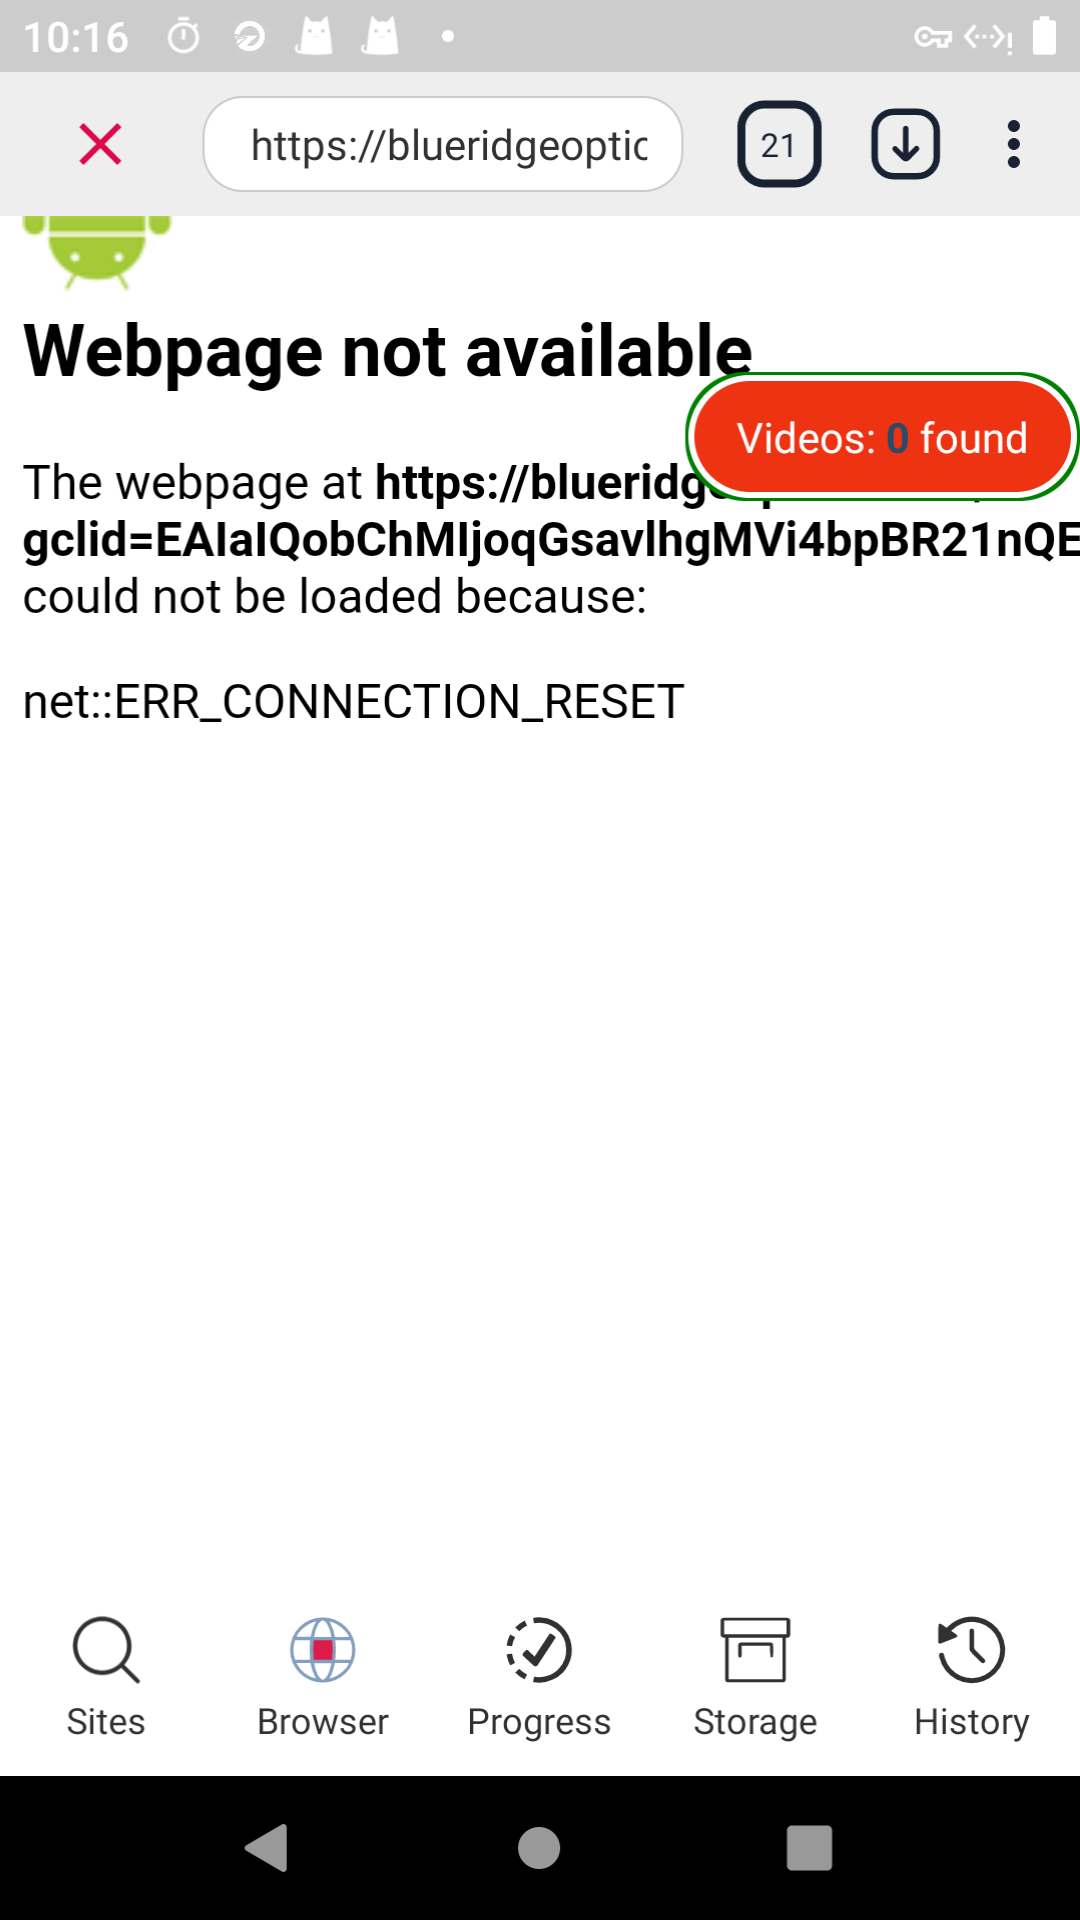 10:16
https://blueridgeoptic
21
Webpage not available
Videos: 0 found
The webpage at https://blueridg
gclid=EAIaIQobChMIjoqGsavlhgMVi4bpBR21nQE
could not be loaded because:
net::ERR_CONNECTION_RESET
Sites
Browser
Progress
Storage
History